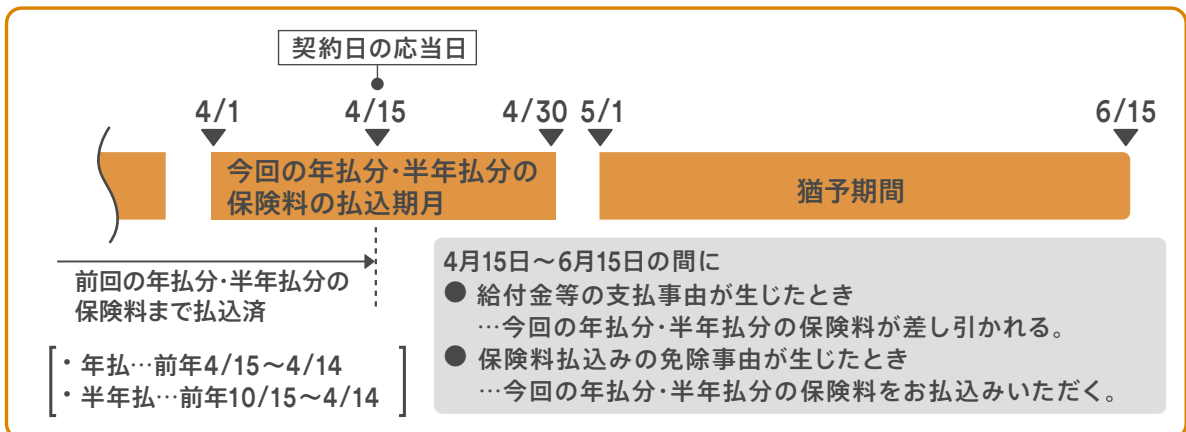 契約日の応当日
4/1
4/15
4/30
5/1
6/15
今回の年払分･半年払分の
保険料の払込期月
猶予期間
前回の年払分･半年払分の
保険料まで払込済
・年払…前年4/15～4/14
・半年払…前年10/15～4/14
4月15日～6月15日の間に
● 給付金等の支払事由が生じたとき
…今回の年払分･半年払分の保険料が差し引かれる。
● 保険料払込みの免除事由が生じたとき
…今回の年払分･半年払分の保険料をお払込みいただく。